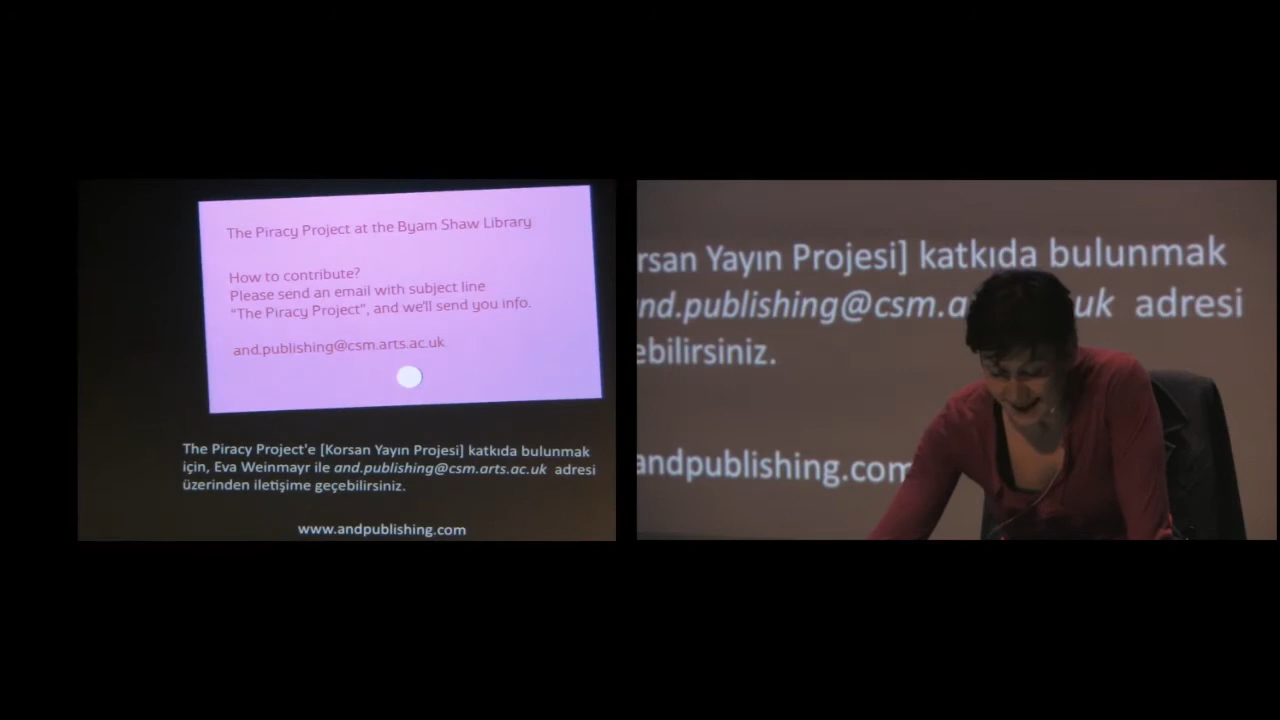 The Piracy Project at the Byam Shaw Library
How to contribute?
Please send an email with subject line
“The Piracy Project”, and we'll send you info.
and.publishing@csm.arts.ac.uk
The Piracy Project'e [Korsan Yayın Projesi] katkıda bulunmak
için, Eva Weinmayr ile and.publishing@csm.arts.ac.uk adresi
üzerinden iletişime geçebilirsiniz.
www.andpublishing.com
rsan Yayın Projesi] katkıda bulunmak
nd.publishing@csm.a uk adresi
ebilirsiniz.
andpublishing.com